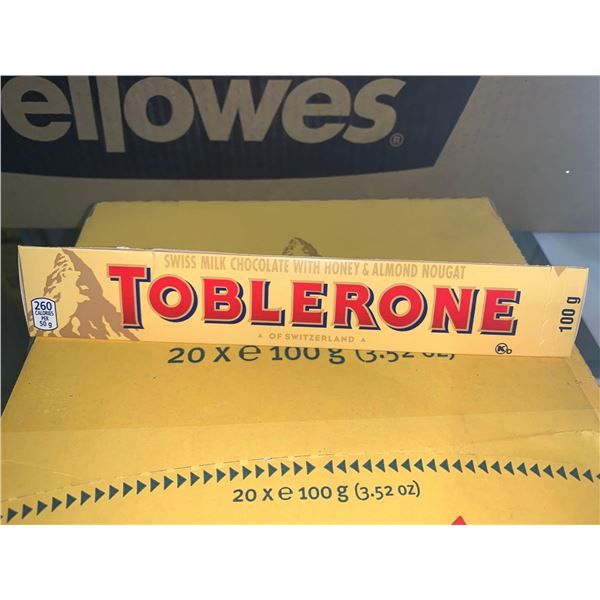 ellowes®
SWISS MILK CHOCOLATE WITH HONEY & ALMOND NOUGAT
TOBLERONE
▲ OF SWITZERLAND ▲
260
CALORIES
PER
50 g
100 g
K D
20 X e 100 g (3.52 OZ)
20 X e 100 g (3.52 OZ)